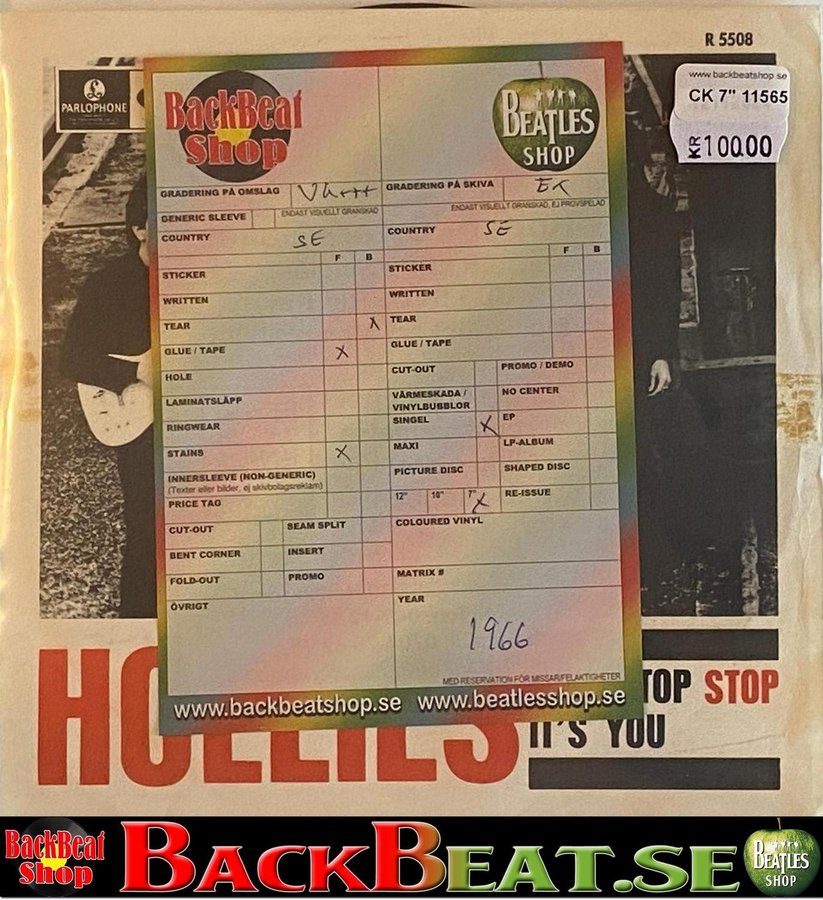 R 5508
PARLOPHONE
www.backbeatshop.se
CK 7" 11565
KR 100.00
BackBeat
Shop
BEATLES
SHOP
GRADERING PÅ OMSLAG Vh+++
GRADERING PÅ SKIVA EX
GENERIC SLEEVE ENDAST VISUELLT GRANSKAD
ENDAST VISUELLT GRANSKAD, EJ PROVSPELAD
COUNTRY SE
COUNTRY SE
F B
F B
STICKER
STICKER
WRITTEN
WRITTEN
TEAR X
TEAR
GLUE / TAPE X
GLUE / TAPE
HOLE
CUT-OUT
PROMO / DEMO
LAMINATSLÄPP
VÄRMESKADA /
VINYLBUBBLOR
NO CENTER
RINGWEAR
SINGEL X
EP
STAINS X
MAXI
LP-ALBUM
INNERSLEEVE (NON-GENERIC)
(Texter eller bilder, ej skivbolagsreklam)
PICTURE DISC
SHAPED DISC
PRICE TAG
12" 10" 7" X
RE-ISSUE
CUT-OUT
SEAM SPLIT
COLOURED VINYL
BENT CORNER
INSERT
FOLD-OUT
PROMO
MATRIX #
ÖVRIGT
YEAR
1966
MED RESERVATION FÖR MISSAR/FELAKTIGHETER
www.backbeatshop.se www.beatlesshop.se
HOLLIES
TOP STOP
IT'S YOU
BackBeat
Shop
BACKBEAT.SE
BEATLES
SHOP